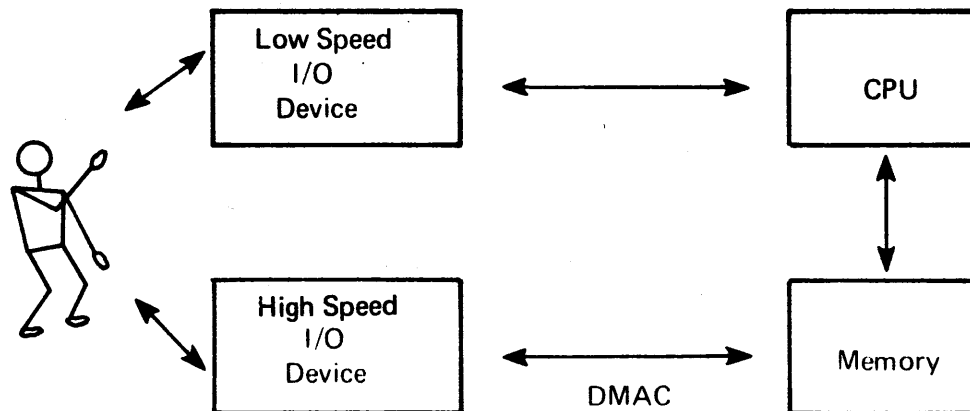 Low Speed
I/O
Device
CPU
High Speed
I/O
Device
DMAC
Memory